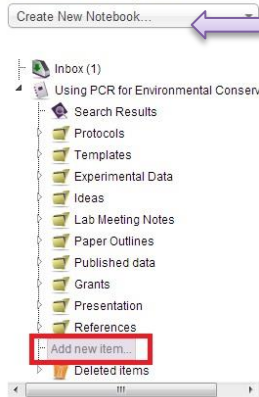 Create New Notebook...
Inbox (1)
Using PCR for Environmental Conserv
Search Results
Protocols
Templates
Experimental Data
Ideas
Lab Meeting Notes
Paper Outlines
Published data
Grants
Presentation
References
Add new item...
Deleted items